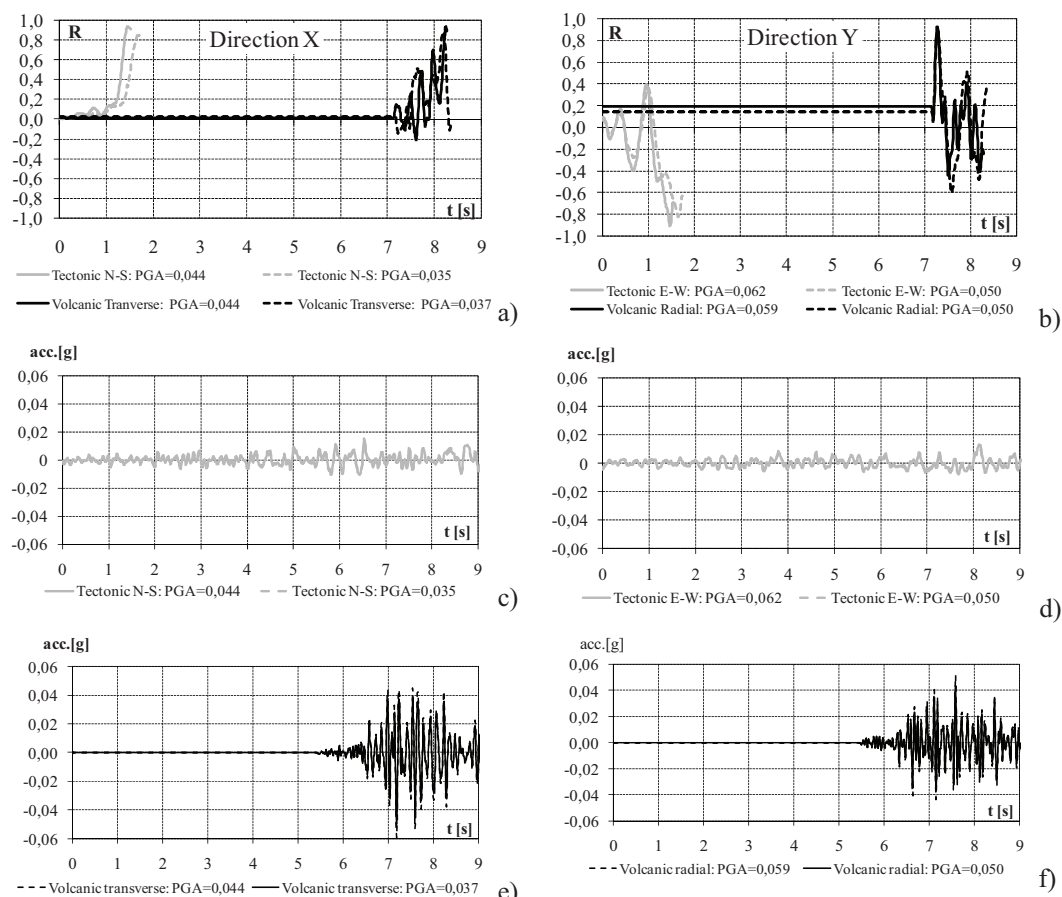 R
Direction X
1,0
0,8
0,6
0,4
0,2
0,0
-0,2
-0,4
-0,6
-0,8
-1,0
t [s]
0 1 2 3 4 5 6 7 8 9
Tectonic N-S: PGA=0,044
Tectonic N-S: PGA=0,035
Volcanic Transverse: PGA=0,044
Volcanic Transverse: PGA=0,037
a)
R
Direction Y
1,0
0,8
0,6
0,4
0,2
0,0
-0,2
-0,4
-0,6
-0,8
-1,0
t [s]
0 1 2 3 4 5 6 7 8 9
Tectonic E-W: PGA=0,062
Tectonic E-W: PGA=0,050
Volcanic Radial: PGA=0,059
Volcanic Radial: PGA=0,050
b)
acc.[g]
0,06
0,04
0,02
0
-0,02
-0,04
-0,06
t [s]
0 1 2 3 4 5 6 7 8 9
Tectonic N-S: PGA=0,044
Tectonic N-S: PGA=0,035
c)
acc.[g]
0,06
0,04
0,02
0
-0,02
-0,04
-0,06
t [s]
0 1 2 3 4 5 6 7 8 9
Tectonic E-W: PGA=0,062
Tectonic E-W: PGA=0,050
d)
acc.[g]
0,06
0,04
0,02
0,00
-0,02
-0,04
-0,06
t [s]
0 1 2 3 4 5 6 7 8 9
Volcanic transverse: PGA=0,044
Volcanic transverse: PGA=0,037
e)
acc.[g]
0,06
0,04
0,02
0,00
-0,02
-0,04
-0,06
t [s]
0 1 2 3 4 5 6 7 8 9
Volcanic radial: PGA=0,059
Volcanic radial: PGA=0,050
f)